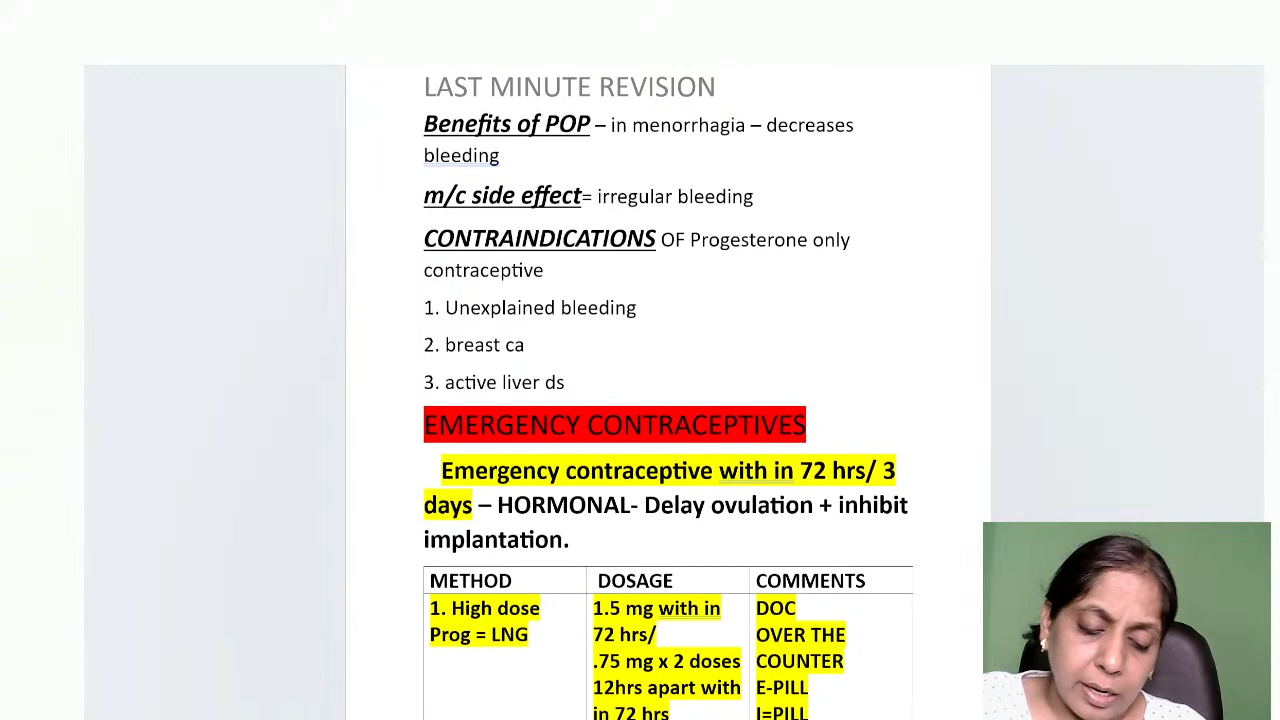 LAST MINUTE REVISION
Benefits of POP – in menorrhagia – decreases
bleeding
m/c side effect= irregular bleeding
CONTRAINDICATIONS OF Progesterone only
contraceptive
1. Unexplained bleeding
2. breast ca
3. active liver ds
EMERGENCY CONTRACEPTIVES
Emergency contraceptive with in 72 hrs/ 3
days – HORMONAL- Delay ovulation + inhibit
implantation.
METHOD DOSAGE COMMENTS
1. High dose 1.5 mg with in DOC
Prog = LNG 72 hrs/ OVER THE
.75 mg x 2 doses COUNTER
12hrs apart with E-PILL
in 72 hrs I=PILL